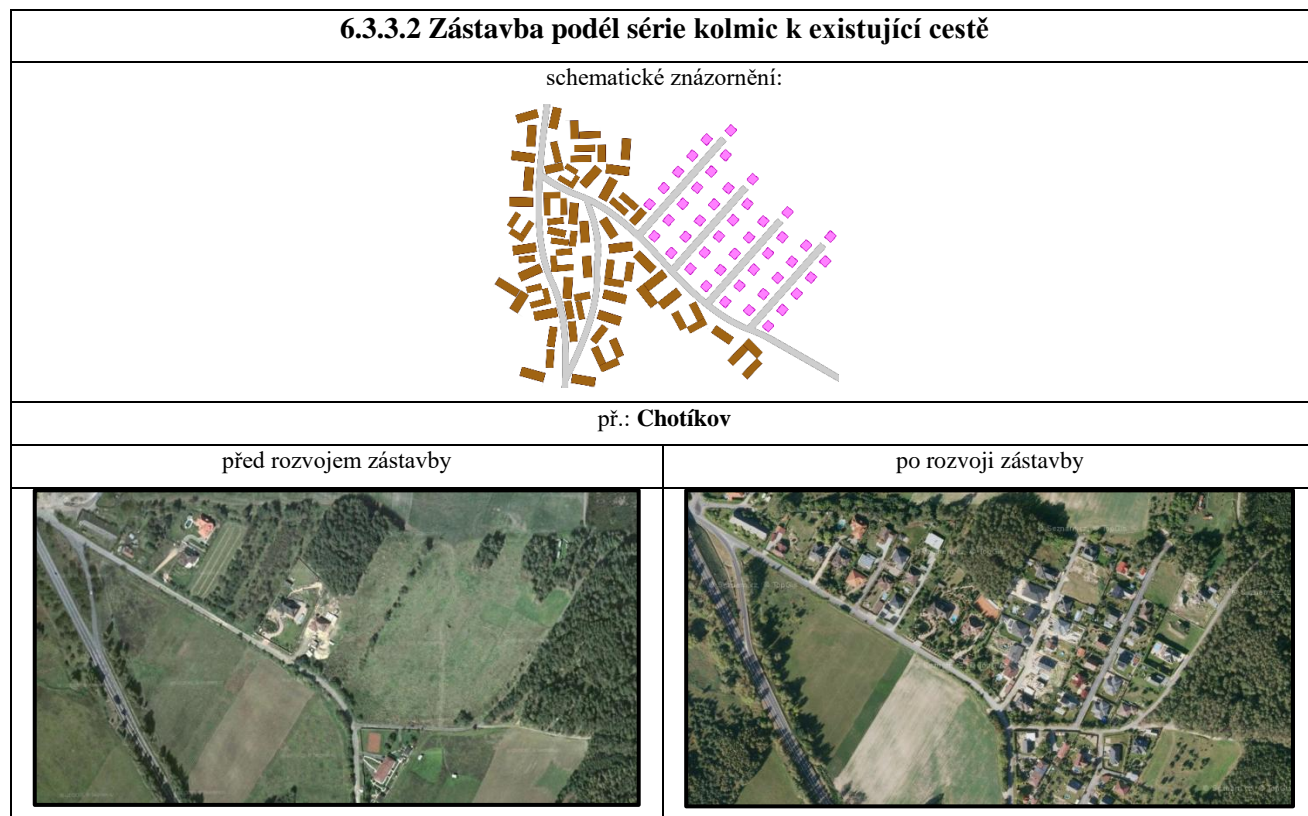 6.3.3.2 Zástavba podél série kolmic k existující cestě
schematické znázornění:
př.: Chotíkov
před rozvojem zástavby
po rozvoji zástavby